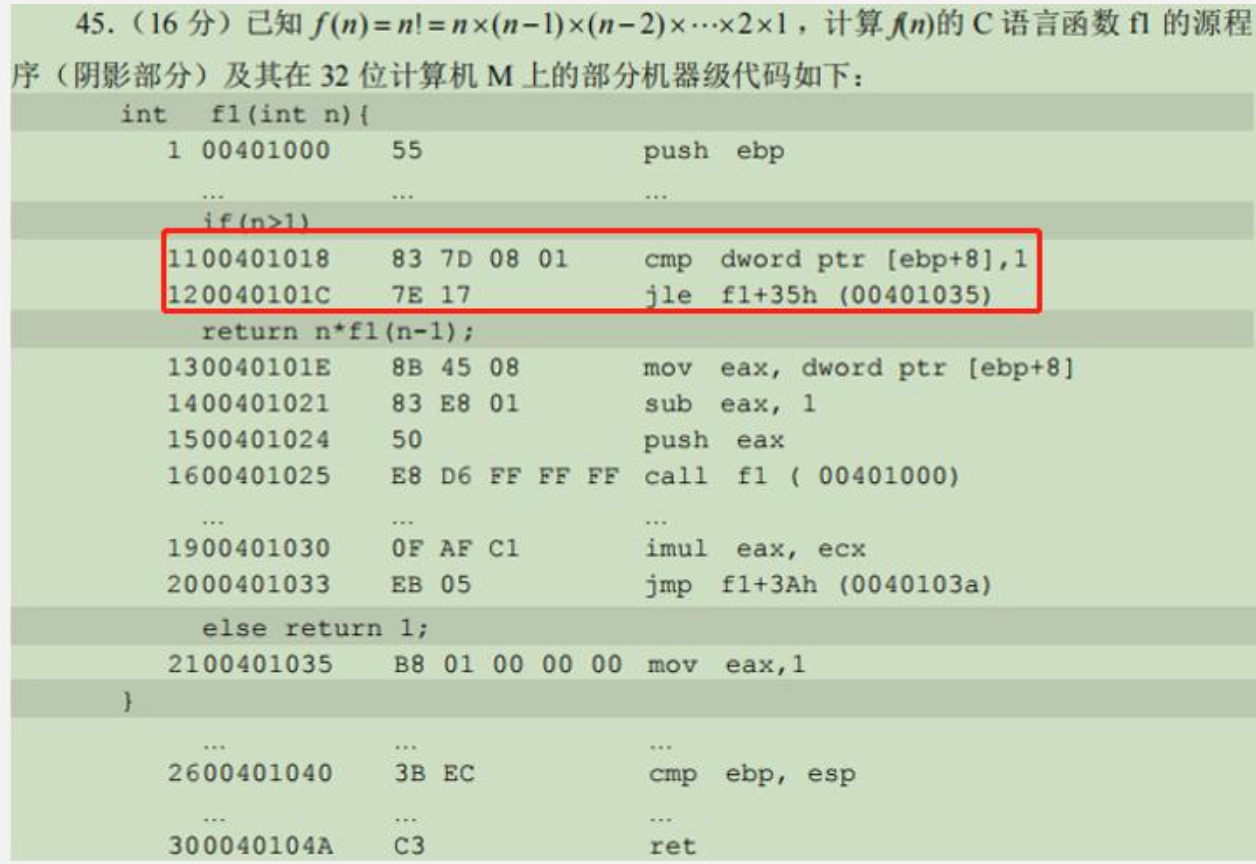 45.（16 分）已知 f(n)=n!=n×(n−1)×(n−2)×⋯×2×1，计算 f(n)的 C 语言函数 f1 的源程
序（阴影部分）及其在 32 位计算机 M 上的部分机器级代码如下：
int f1(int n){
1 00401000 55 push ebp
... ... ...
if(n>1)
1100401018 83 7D 08 01 cmp dword ptr [ebp+8],1
120040101C 7E 17 jle f1+35h (00401035)
return n*f1(n-1);
130040101E 8B 45 08 mov eax, dword ptr [ebp+8]
1400401021 83 E8 01 sub eax, 1
1500401024 50 push eax
1600401025 E8 D6 FF FF FF call f1 ( 00401000)
... ... ...
1900401030 0F AF C1 imul eax, ecx
2000401033 EB 05 jmp f1+3Ah (0040103a)
else return 1;
2100401035 B8 01 00 00 00 mov eax,1
}
... ... ...
2600401040 3B EC cmp ebp, esp
... ... ...
300040104A C3 ret